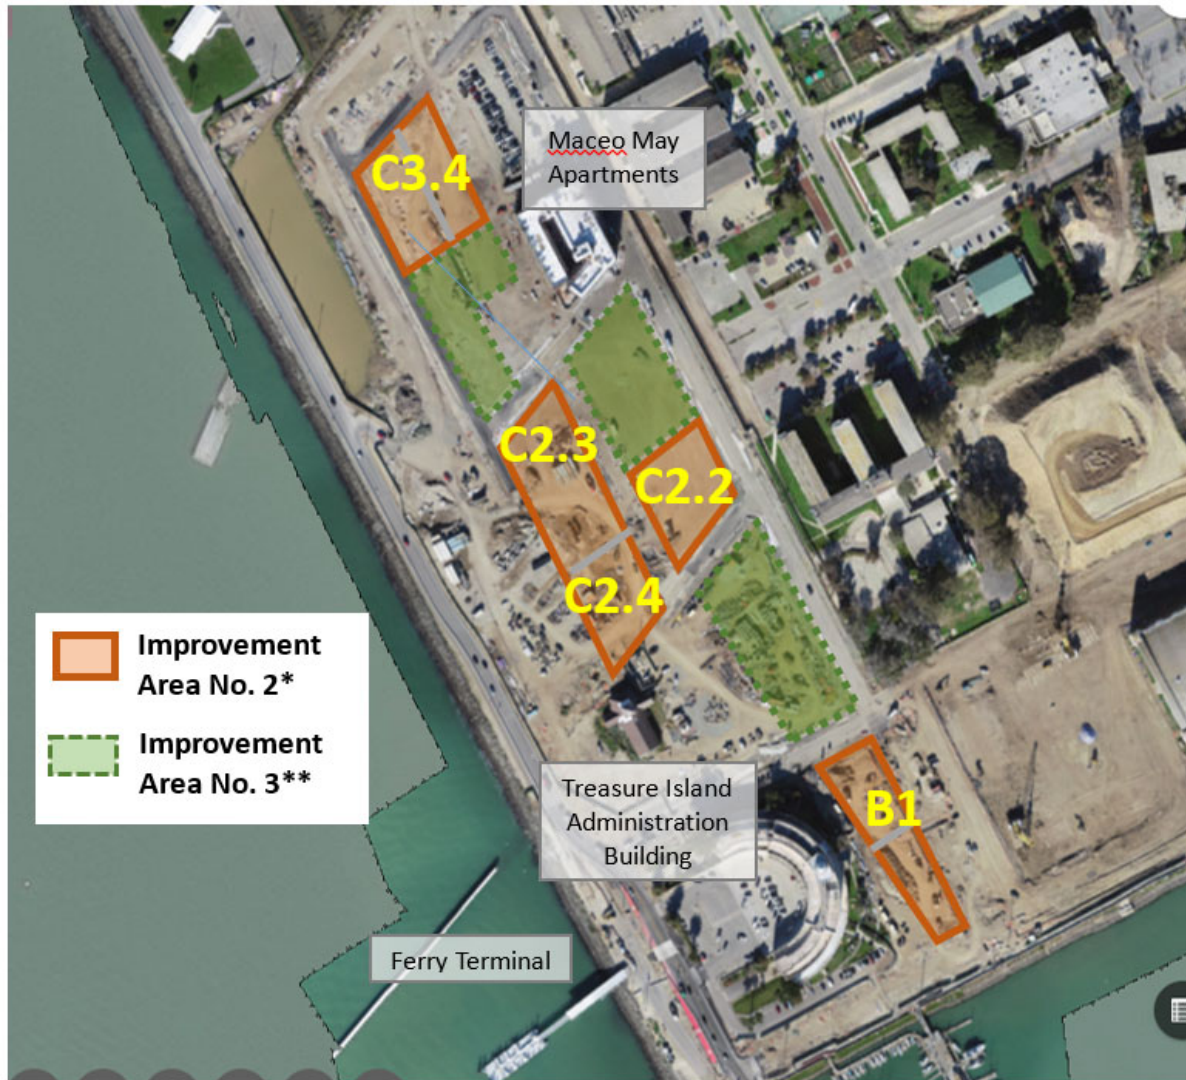 Maceo May
Apartments
C3.4
C2.3
C2.2
C2.4
Improvement
Area No. 2*
Improvement
Area No. 3**
Treasure Island
Administration
Building
B1
Ferry Terminal